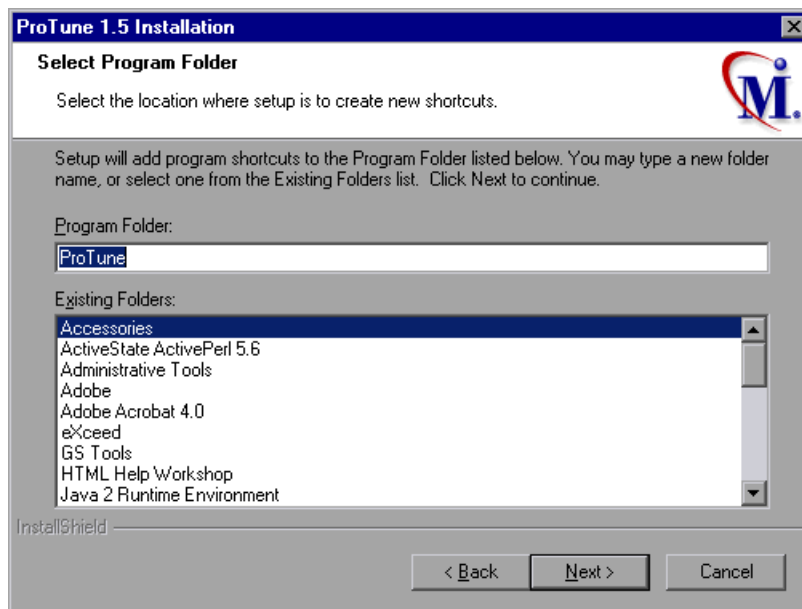 ProTune 1.5 Installation
Select Program Folder
Select the location where setup is to create new shortcuts.
M.
Setup will add program shortcuts to the Program Folder listed below. You may type a new folder
name, or select one from the Existing Folders list. Click Next to continue.
Program Folder:
ProTune
Existing Folders:
Accessories
ActiveState ActivePerl 5.6
Administrative Tools
Adobe
Adobe Acrobat 4.0
eXceed
GS Tools
HTML Help Workshop
Java 2 Runtime Environment
InstallShield
< Back
Next >
Cancel